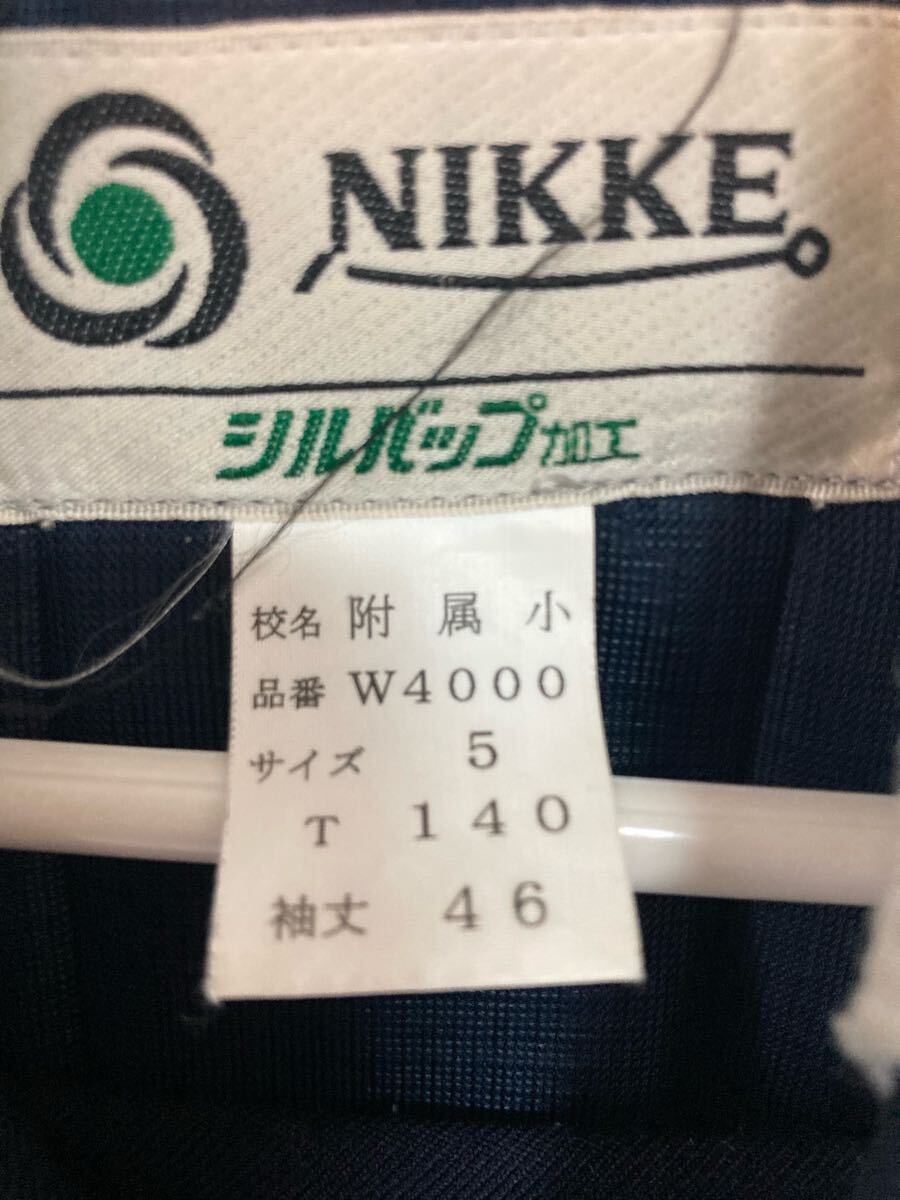 NIKKE
シルバップ加工
校名 附属小
品番 W4000
サイズ 5
T 140
袖丈 46